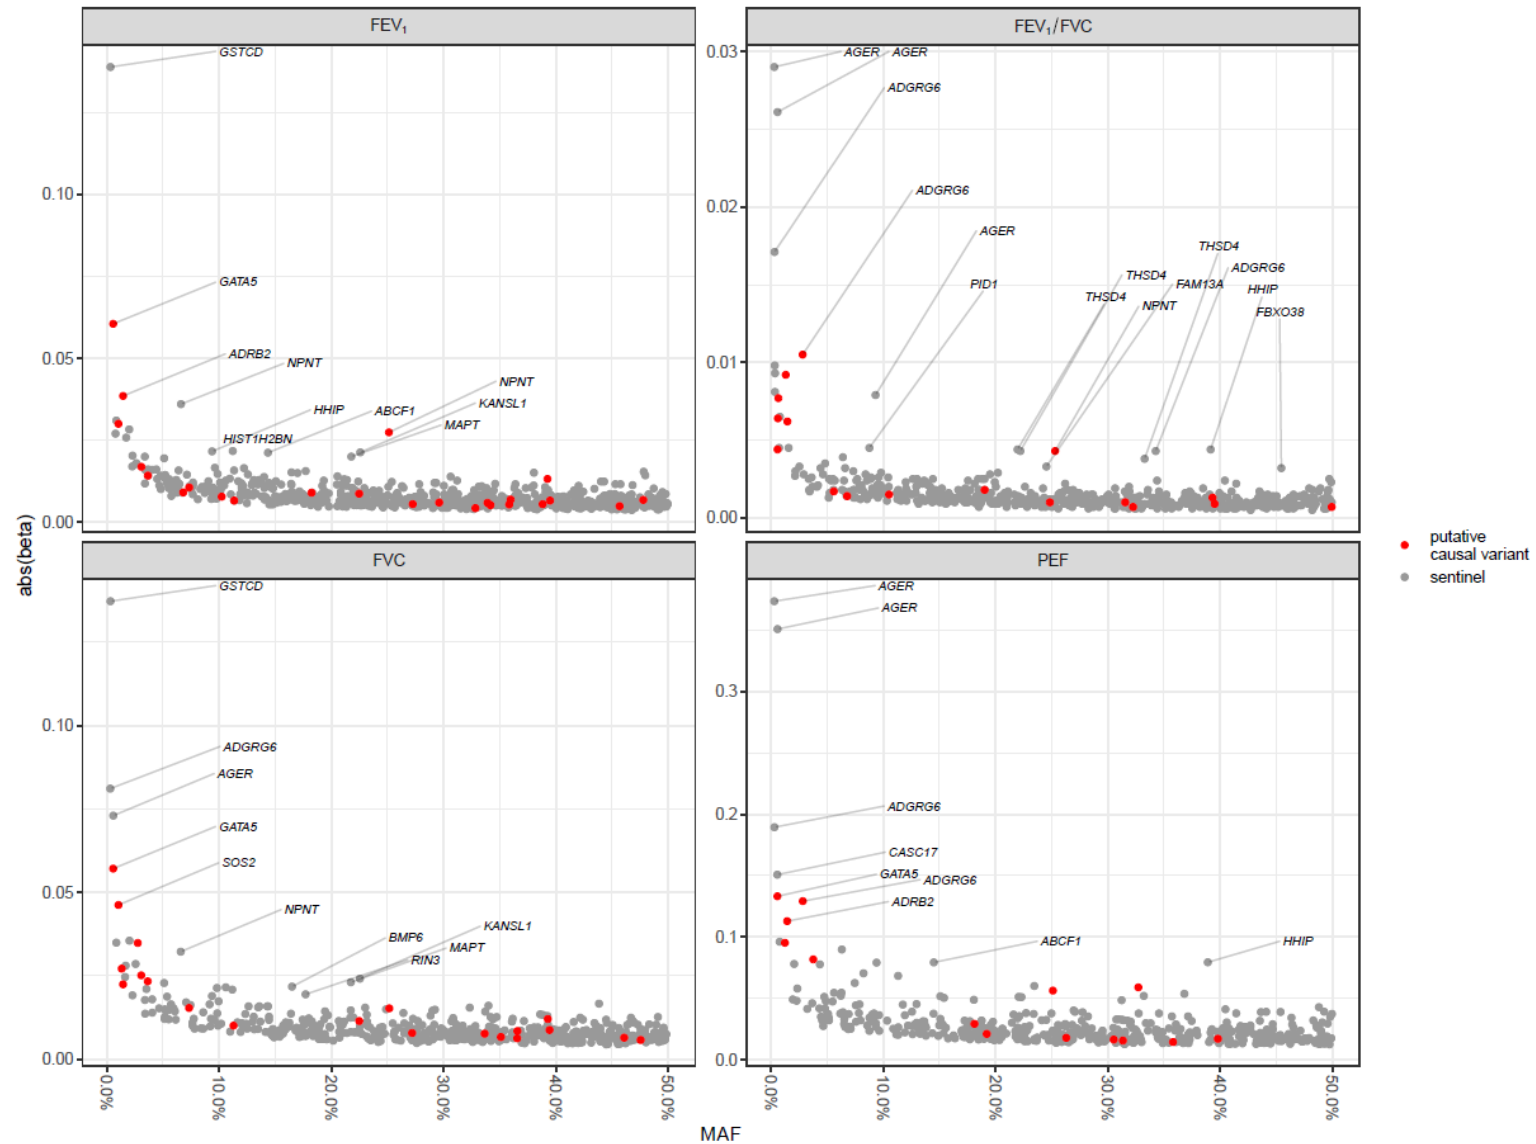 FEV₁
GSTCD
0.10
GATA5
0.05
ADRB2
NPNT
NPNT
KANSL1
HHIP
ABCF1
MAPT
HIST1H2BN
0.00
FEV₁/FVC
0.03
AGER
AGER
ADGRG6
0.02
ADGRG6
AGER
THSD4
PID1
THSD4
ADGRG6
FAM13A
HHIP
THSD4
NPNT
FBXO38
0.01
0.00
abs(beta)
FVC
GSTCD
0.10
ADGRG6
AGER
GATA5
SOS2
0.05
NPNT
KANSL1
BMP6
MAPT
RIN3
0.00
0.0%
10.0%
20.0%
30.0%
40.0%
50.0%
PEF
AGER
AGER
0.3
ADGRG6
0.2
CASC17
GATA5
ADGRG6
ADRB2
0.1
ABCF1
HHIP
0.0
0.0%
10.0%
20.0%
30.0%
40.0%
50.0%
MAF
putative
causal variant
sentinel